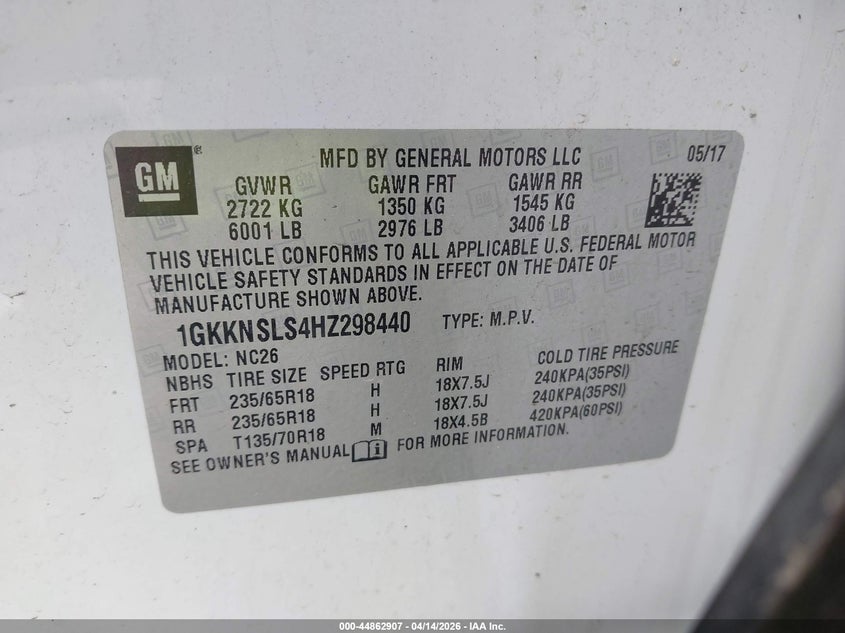 GM
®
MFD BY GENERAL MOTORS LLC 05/17
GVWR GAWR FRT GAWR RR
2722 KG 1350 KG 1545 KG
6001 LB 2976 LB 3406 LB
THIS VEHICLE CONFORMS TO ALL APPLICABLE U.S. FEDERAL MOTOR
VEHICLE SAFETY STANDARDS IN EFFECT ON THE DATE OF
MANUFACTURE SHOWN ABOVE.
1GKKNSLS4HZ298440 TYPE: M.P.V.
MODEL: NC26
NBHS TIRE SIZE SPEED RTG RIM COLD TIRE PRESSURE
FRT 235/65R18 H 18X7.5J 240KPA(35PSI)
RR 235/65R18 H 18X7.5J 240KPA(35PSI)
SPA T135/70R18 M 18X4.5B 420KPA(60PSI)
SEE OWNER'S MANUAL FOR MORE INFORMATION.
000-44862907 - 04/14/2026 - IAA Inc.